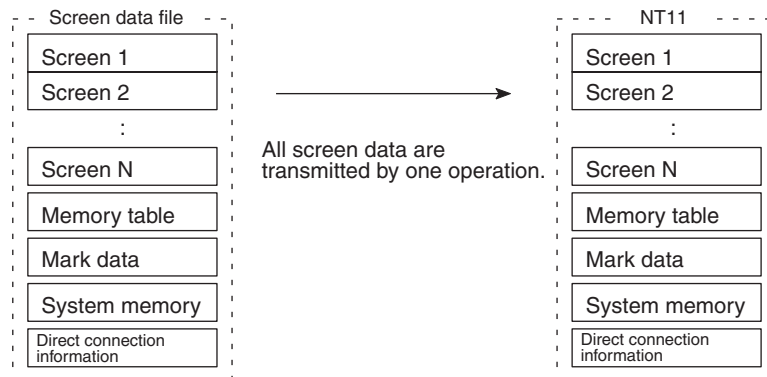 Screen data file
Screen 1
Screen 2
:
Screen N
Memory table
Mark data
System memory
Direct connection
information
All screen data are
transmitted by one operation.
NT11
Screen 1
Screen 2
:
Screen N
Memory table
Mark data
System memory
Direct connection
information